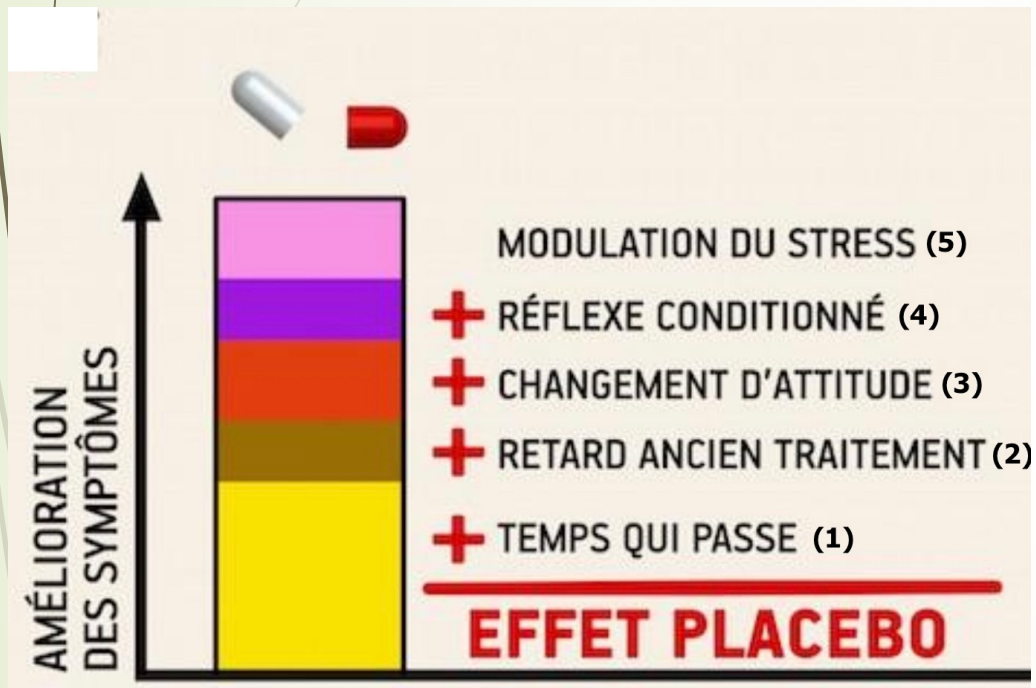 MODULATION DU STRESS (5)
+ RÉFLEXE CONDITIONNÉ (4)
+ CHANGEMENT D'ATTITUDE (3)
+ RETARD ANCIEN TRAITEMENT (2)
+ TEMPS QUI PASSE (1)
EFFET PLACEBO
AMÉLIORATION
DES SYMPTÔMES